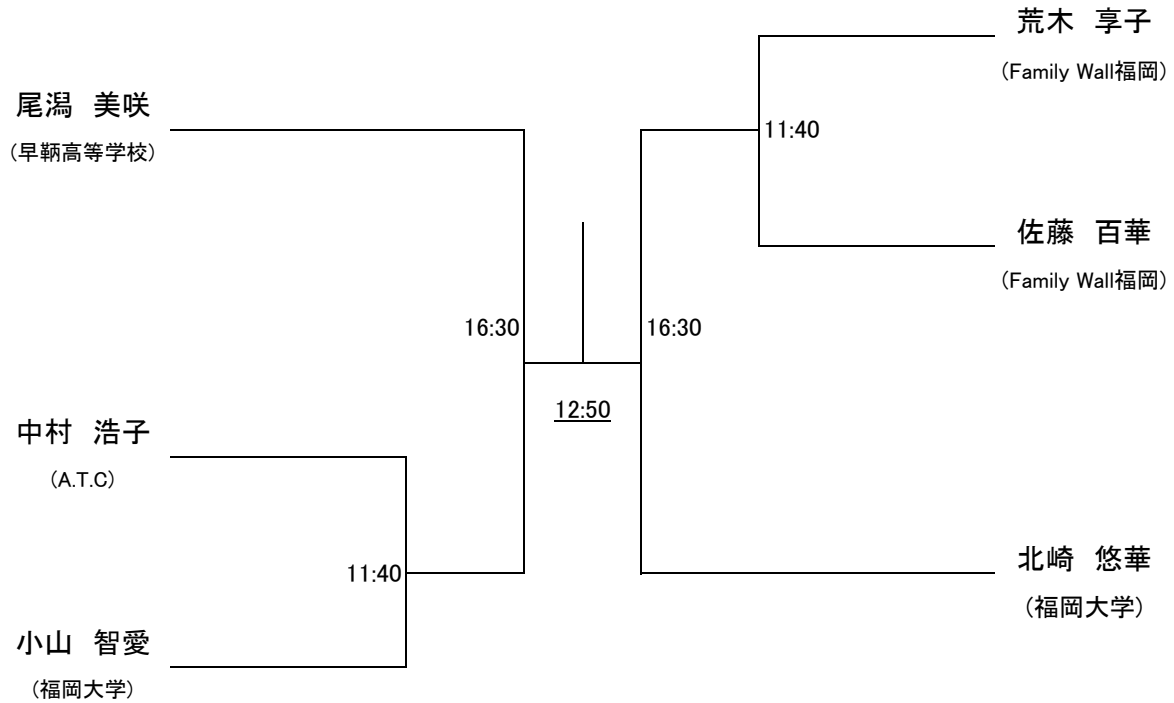 尾潟　美咲
(早鞆高等学校)
中村　浩子
(A.T.C)
小山　智愛
(福岡大学)
11:40
16:30
12:50
16:30
11:40
荒木　享子
(Family Wall福岡)
佐藤　百華
(Family Wall福岡)
北崎　悠華
(福岡大学)